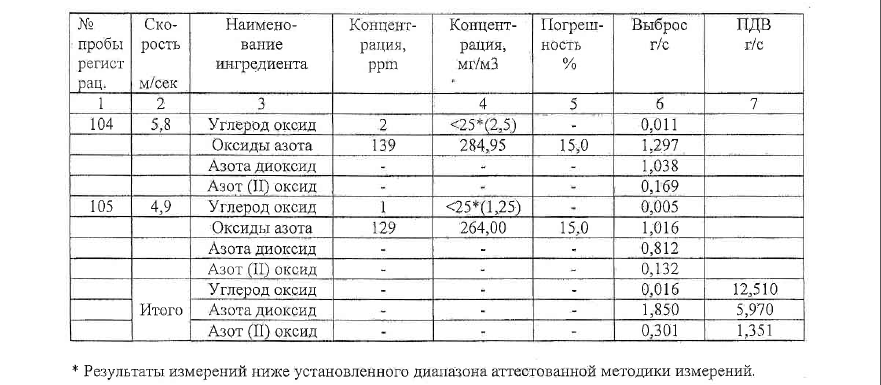 № пробы регист рац. | Ско- рость м/сек | Наимено- вание ингредиента | Концент- рация, ppm | Концент- рация, мг/м3 | Погреш- ность % | Выброс г/с | ПДВ г/с
1 | 2 | 3 | | 4 | 5 | 6 | 7
104 | 5,8 | Углерод оксид | 2 | <25*(2,5) | - | 0,011 |
| | Оксиды азота | 139 | 284,95 | 15,0 | 1,297 |
| | Азота диоксид | - | - | - | 1,038 |
| | Азот (II) оксид | - | - | - | 0,169 |
105 | 4,9 | Углерод оксид | 1 | <25*(1,25) | - | 0,005 |
| | Оксиды азота | 129 | 264,00 | 15,0 | 1,016 |
| | Азота диоксид | - | - | - | 0,812 |
| | Азот (II) оксид | - | - | - | 0,132 |
| Итого | Углерод оксид | - | - | - | 0,016 | 12,510
| | Азота диоксид | - | - | - | 1,850 | 5,970
| | Азот (II) оксид | - | - | - | 0,301 | 1,351
* Результаты измерений ниже установленного диапазона аттестованной методики измерений.